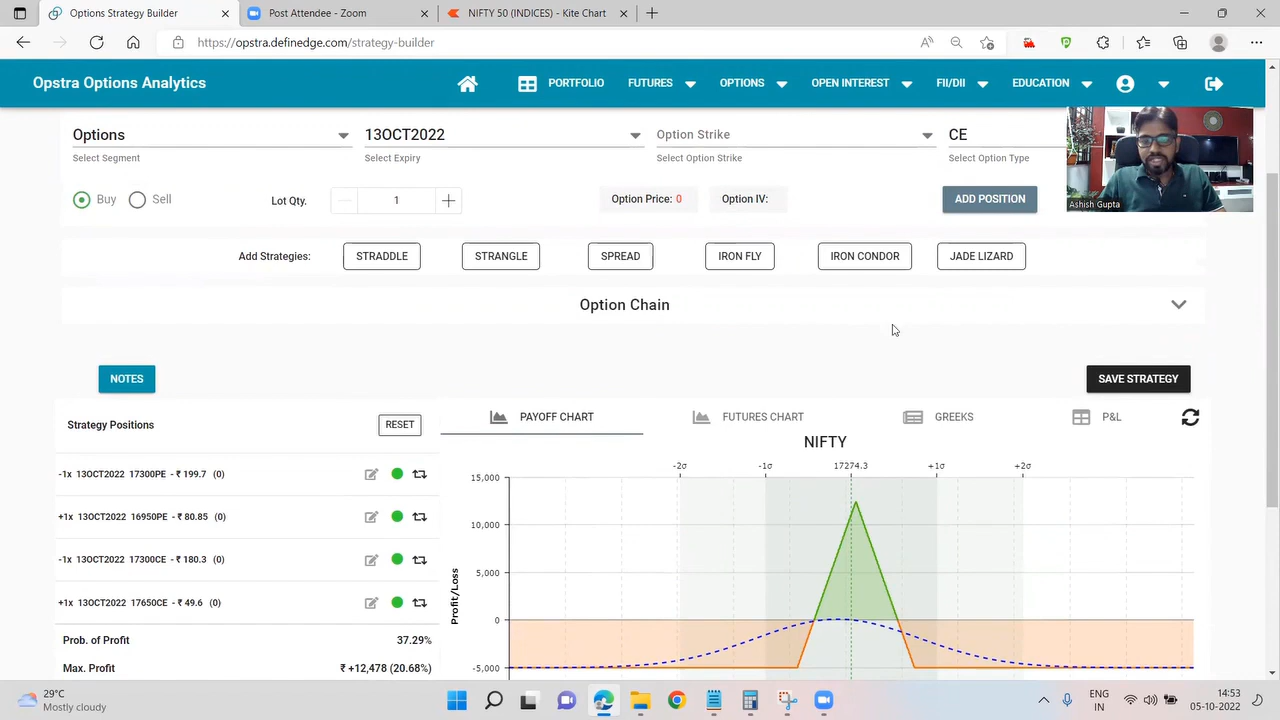 Options Strategy Builder
Post Attendee - Zoom
NIFTY 50 (INDICES) - Kite Chart
https://opstra.definedge.com/strategy-builder
Opstra Options Analytics
PORTFOLIO
FUTURES
OPTIONS
OPEN INTEREST
FII/DII
EDUCATION
Options
13OCT2022
Option Strike
CE
Select Segment
Select Expiry
Select Option Strike
Select Option Type
Ashish Gupta
Buy
Sell
Lot Qty.
1
Option Price: 0
Option IV:
ADD POSITION
Add Strategies:
STRADDLE
STRANGLE
SPREAD
IRON FLY
IRON CONDOR
JADE LIZARD
Option Chain
NOTES
SAVE STRATEGY
Strategy Positions
RESET
PAYOFF CHART
FUTURES CHART
GREEKS
P&L
NIFTY
-2σ
-1σ
17274.3
+1σ
+2σ
-1x 13OCT2022 17300PE - ₹ 199.7 (0)
+1x 13OCT2022 16950PE - ₹ 80.85 (0)
-1x 13OCT2022 17300CE - ₹ 180.3 (0)
+1x 13OCT2022 17650CE - ₹ 49.6 (0)
Prob. of Profit
37.29%
Max. Profit
₹ +12,478 (20.68%)
15,000
10,000
5,000
0
-5,000
Profit/Loss
29°C
Mostly cloudy
ENG
IN
14:53
05-10-2022